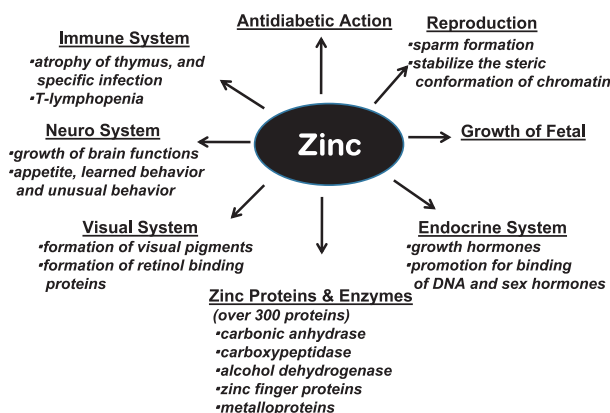 Antidiabetic Action
Reproduction
・sparm formation
・stabilize the steric
conformation of chromatin
Immune System
・atrophy of thymus, and
specific infection
・T-lymphopenia
Zinc
Neuro System
・growth of brain functions
・appetite, learned behavior
and unusual behavior
Growth of Fetal
Visual System
・formation of visual pigments
・formation of retinol binding
proteins
Endocrine System
・growth hormones
・promotion for binding
of DNA and sex hormones
Zinc Proteins & Enzymes
(over 300 proteins)
・carbonic anhydrase
・carboxypeptidase
・alcohol dehydrogenase
・zinc finger proteins
・metalloproteins